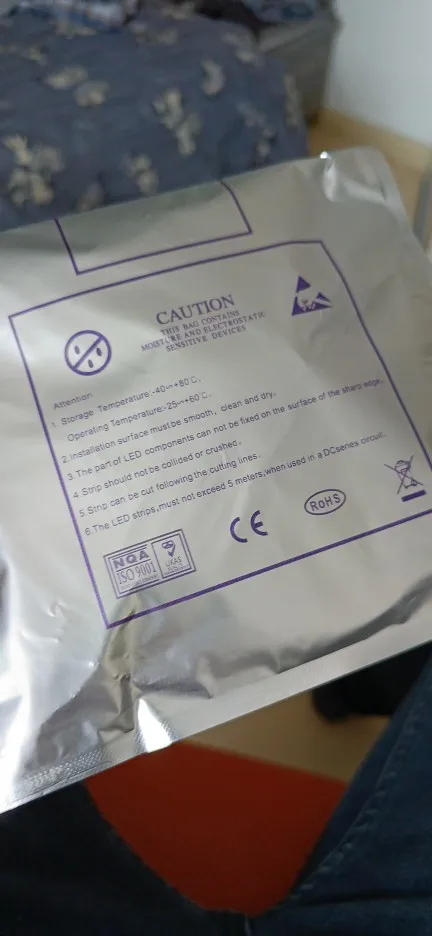 CAUTION
THIS BAG CONTAINS
MOISTURE AND ELECTROSTATIC
SENSITIVE DEVICES
Attention
1. Storage Temperature:-40~+80℃.
Operating Temperature:-25~+60℃.
2.Installation surface must be smooth, clean and dry.
3.The part of LED components can not be fixed on the surface of the sharp edge.
4.Strip should not be collided or crushed.
5.Strip can be cut following the cutting lines.
6.The LED strips,must not exceed 5 meters,when used in a DCseries circuit.
NQA
ISO 9001
UKAS
CE
ROHS